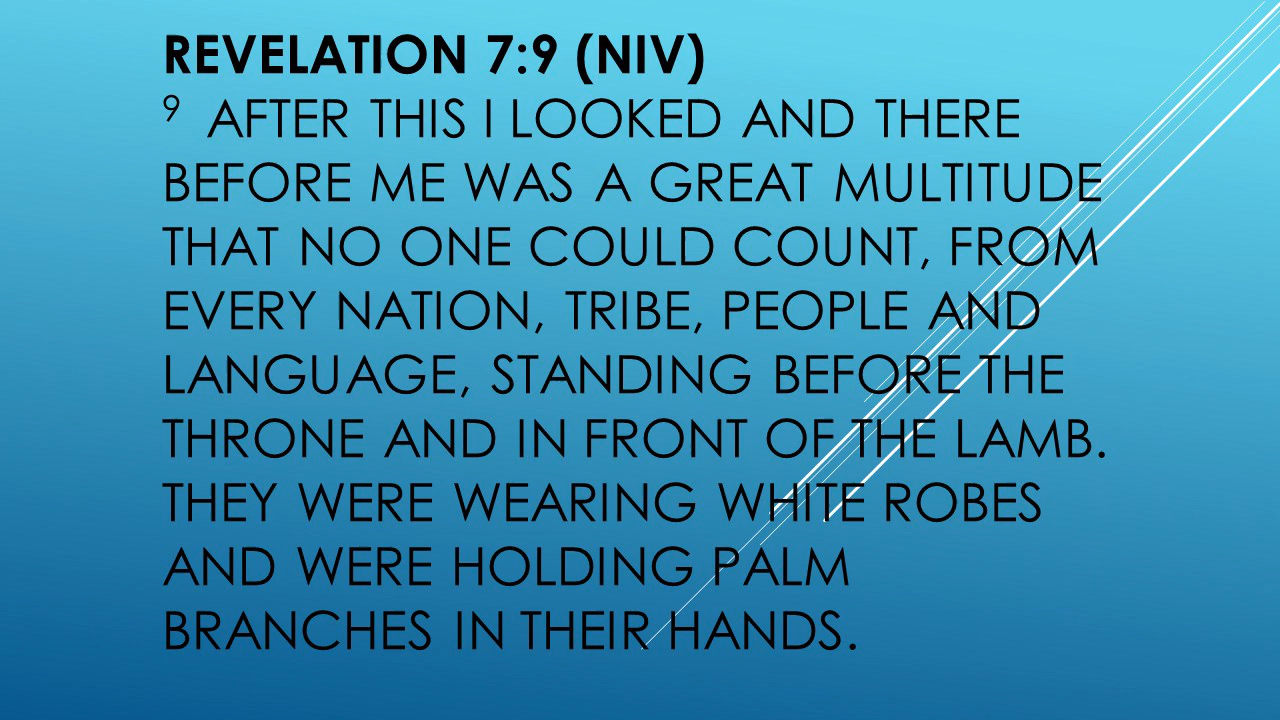 REVELATION 7:9 (NIV)
9 AFTER THIS I LOOKED AND THERE
BEFORE ME WAS A GREAT MULTITUDE
THAT NO ONE COULD COUNT, FROM
EVERY NATION, TRIBE, PEOPLE AND
LANGUAGE, STANDING BEFORE THE
THRONE AND IN FRONT OF THE LAMB.
THEY WERE WEARING WHITE ROBES
AND WERE HOLDING PALM
BRANCHES IN THEIR HANDS.